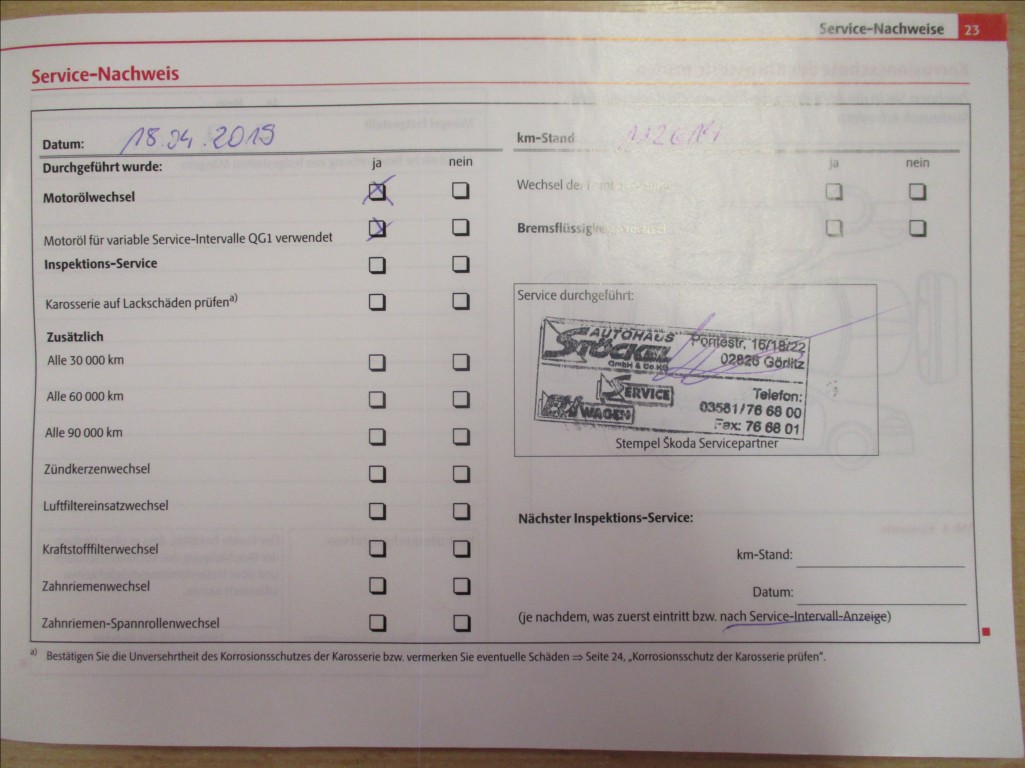 Service-Nachweise 23
Service-Nachweis
Datum: 18.04.2019
km-Stand
Durchgeführt wurde: ja nein
ja nein
Motorölwechsel
Wechsel des
Motoröl für variable Service-Intervalle QG1 verwendet
Bremsflüssigkeitswechsel
Inspektions-Service
Karosserie auf Lackschäden prüfen a)
Zusätzlich
Alle 30 000 km
Alle 60 000 km
Alle 90 000 km
Zündkerzenwechsel
Luftfiltereinsatzwechsel
Kraftstofffilterwechsel
Zahnriemenwechsel
Zahnriemen-Spannrollenwechsel
Service durchgeführt:
AUTOHAUS
STÖCKEL
GmbH & Co.KG
Pontestr. 16/18/22
02826 Görlitz
SERVICE
WAGEN
Telefon:
03581/76 68 00
Fax: 76 68 01
Stempel Škoda Servicepartner
Nächster Inspektions-Service:
km-Stand:
Datum:
(je nachdem, was zuerst eintritt bzw. nach Service-Intervall-Anzeige)
a) Bestätigen Sie die Unversehrtheit des Korrosionsschutzes der Karosserie bzw. vermerken Sie eventuelle Schäden ⇒ Seite 24, „Korrosionsschutz der Karosserie prüfen".